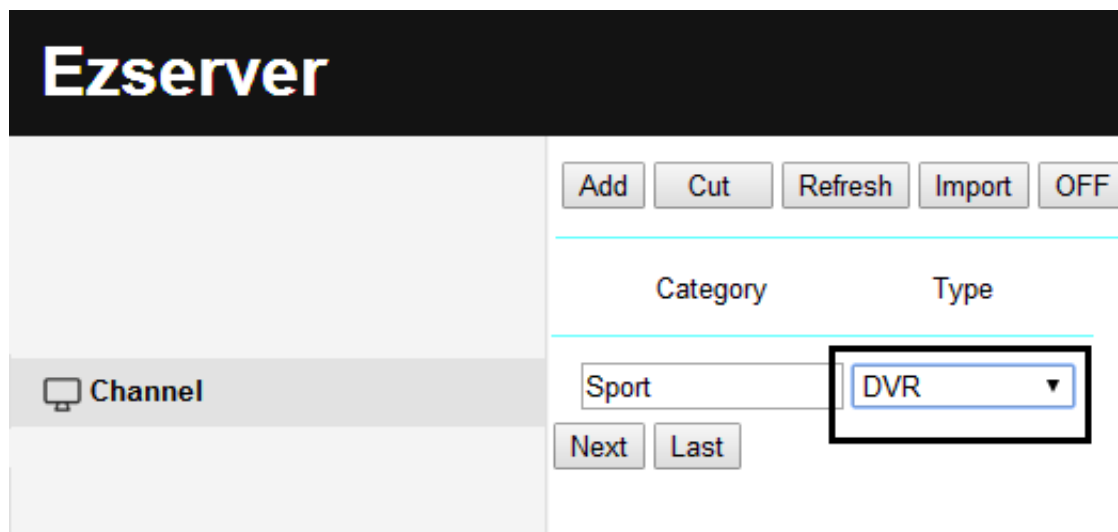 Ezserver
Add Cut Refresh Import OFF
Category Type
Channel
Sport DVR
Next Last